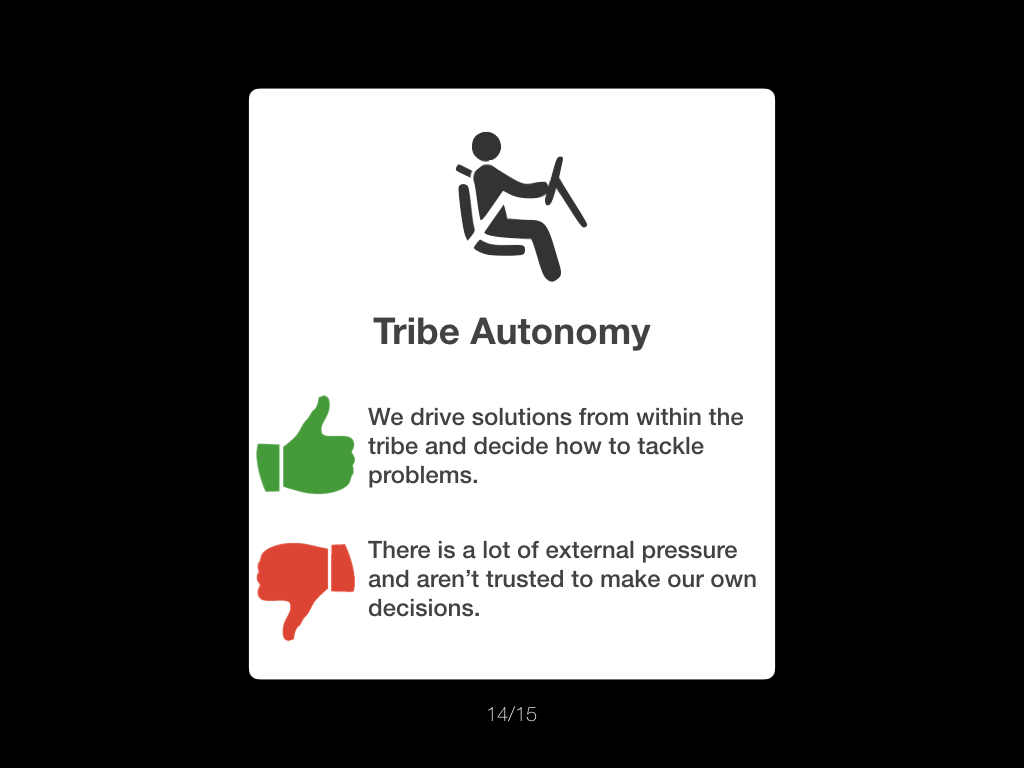 Tribe Autonomy
We drive solutions from within the
tribe and decide how to tackle
problems.
There is a lot of external pressure
and aren’t trusted to make our own
decisions.
14/15